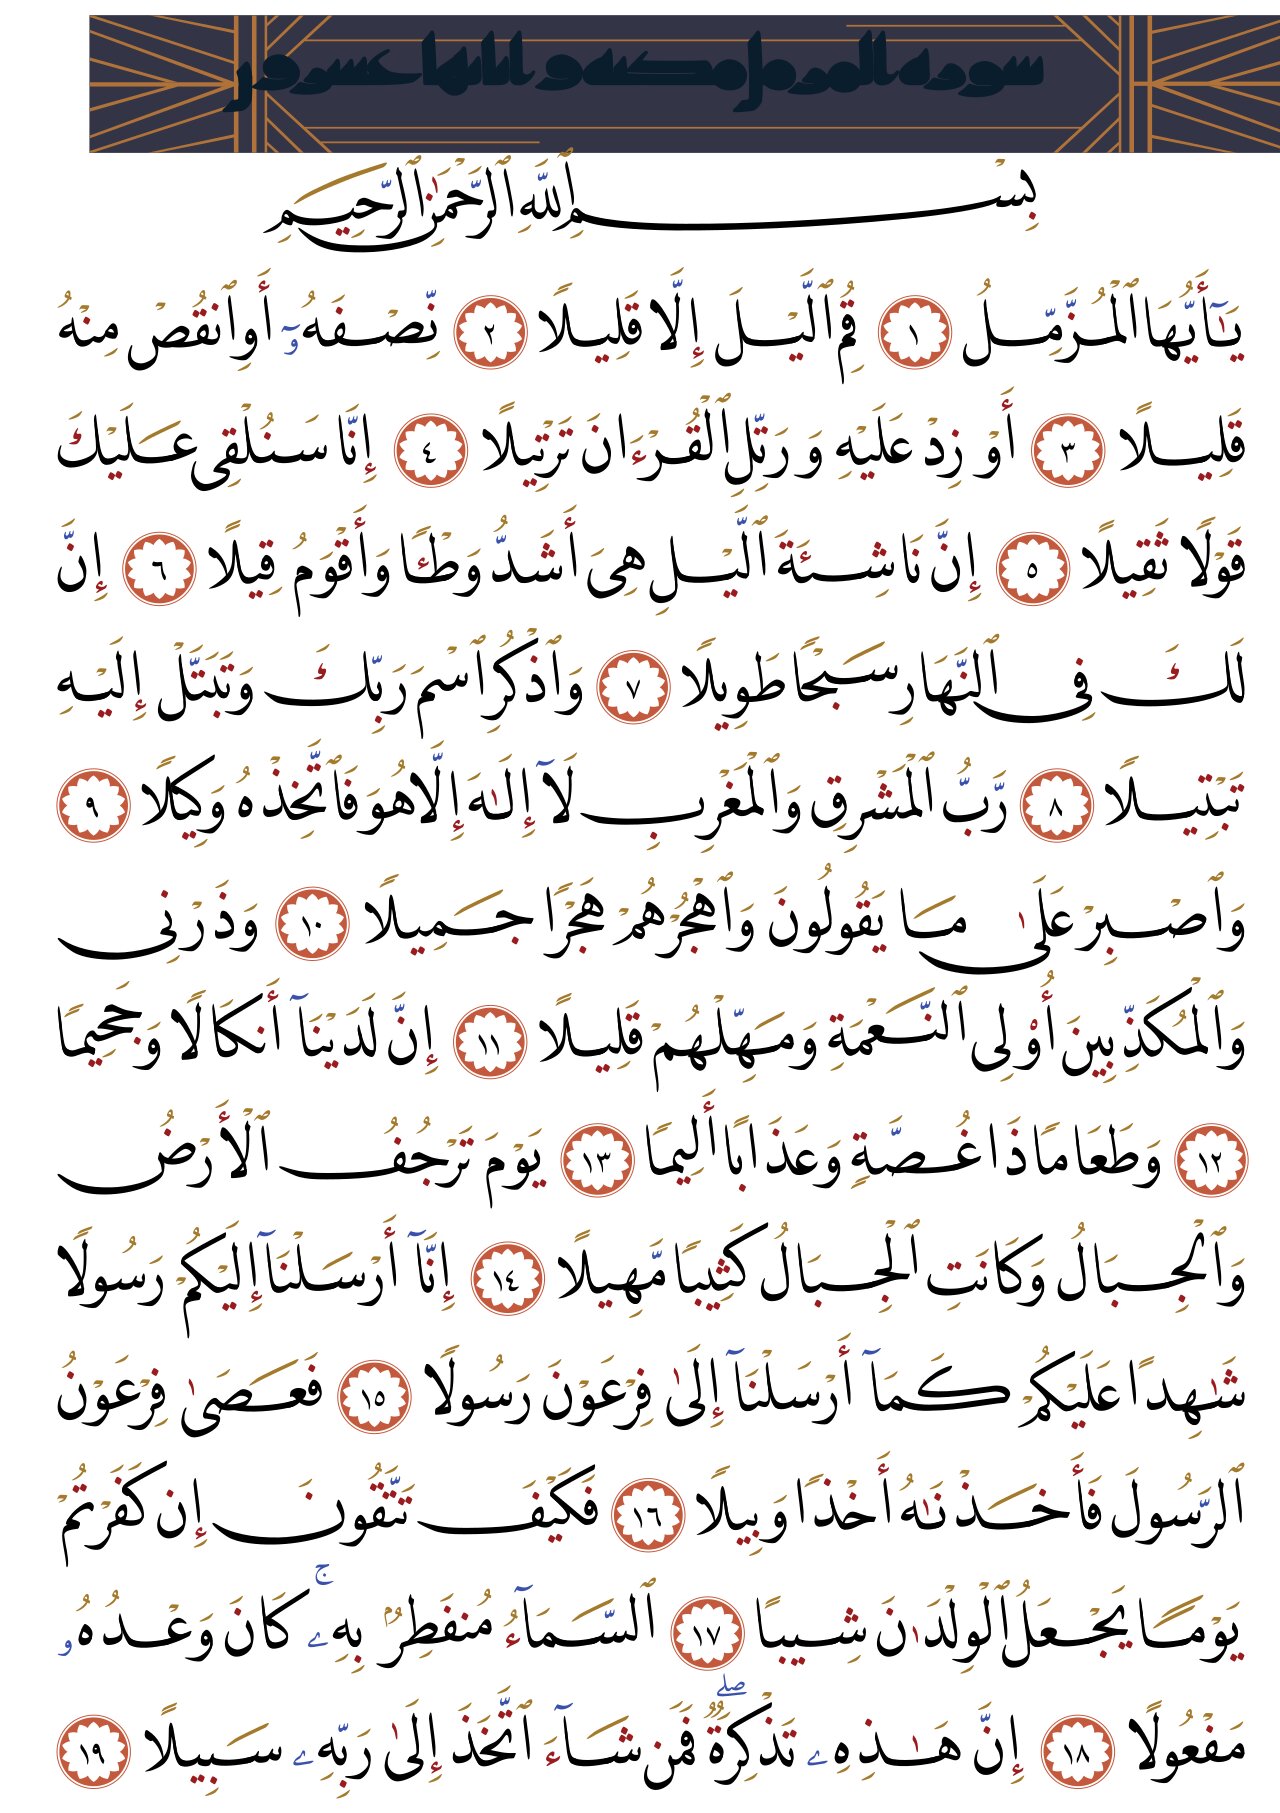 سورة المزمل مكية و اياتها عشرون
بِسْمِ ٱللَّهِ ٱلرَّحْمَٰنِ ٱلرَّحِيمِ
يَٰٓأَيُّهَا ٱلْمُزَّمِّلُ ١ قُمِ ٱلَّيْلَ إِلَّا قَلِيلًا ٢ نِّصْفَهُۥٓ أَوِ ٱنقُصْ مِنْهُ
قَلِيلًا ٣ أَوْ زِدْ عَلَيْهِ وَرَتِّلِ ٱلْقُرْءَانَ تَرْتِيلًا ٤ إِنَّا سَنُلْقِى عَلَيْكَ
قَوْلًا ثَقِيلًا ٥ إِنَّ نَاشِئَةَ ٱلَّيْلِ هِىَ أَشَدُّ وَطْـًٔا وَأَقْوَمُ قِيلًا ٦ إِنَّ
لَكَ فِى ٱلنَّهَارِ سَبْحًا طَوِيلًا ٧ وَٱذْكُرِ ٱسْمَ رَبِّكَ وَتَبَتَّلْ إِلَيْهِ
تَبْتِيلًا ٨ رَّبُّ ٱلْمَشْرِقِ وَٱلْمَغْرِبِ لَآ إِلَٰهَ إِلَّا هُوَ فَٱتَّخِذْهُ وَكِيلًا ٩
وَٱصْبِرْ عَلَىٰ مَا يَقُولُونَ وَٱهْجُرْهُمْ هَجْرًا جَمِيلًا ١٠ وَذَرْنِى
وَٱلْمُكَذِّبِينَ أُو۟لِى ٱلنَّعْمَةِ وَمَهِّلْهُمْ قَلِيلًا ١١ إِنَّ لَدَيْنَآ أَنكَالًا وَجَحِيمًا
١٢ وَطَعَامًا ذَا غُصَّةٍ وَعَذَابًا أَلِيمًا ١٣ يَوْمَ تَرْجُفُ ٱلْأَرْضُ
وَٱلْجِبَالُ وَكَانَتِ ٱلْجِبَالُ كَثِيبًا مَّهِيلًا ١٤ إِنَّآ أَرْسَلْنَآ إِلَيْكُمْ رَسُولًا
شَٰهِدًا عَلَيْكُمْ كَمَآ أَرْسَلْنَآ إِلَىٰ فِرْعَوْنَ رَسُولًا ١٥ فَعَصَىٰ فِرْعَوْنُ
ٱلرَّسُولَ فَأَخَذْنَٰهُ أَخْذًا وَبِيلًا ١٦ فَكَيْفَ تَتَّقُونَ إِن كَفَرْتُمْ
يَوْمًا يَجْعَلُ ٱلْوِلْدَٰنَ شِيبًا ١٧ ٱلسَّمَآءُ مُنفَطِرٌۢ بِهِۦ ۚ كَانَ وَعْدُهُۥ
مَفْعُولًا ١٨ إِنَّ هَٰذِهِۦ تَذْكِرَةٌ ۖ فَمَن شَآءَ ٱتَّخَذَ إِلَىٰ رَبِّهِۦ سَبِيلًا ١٩